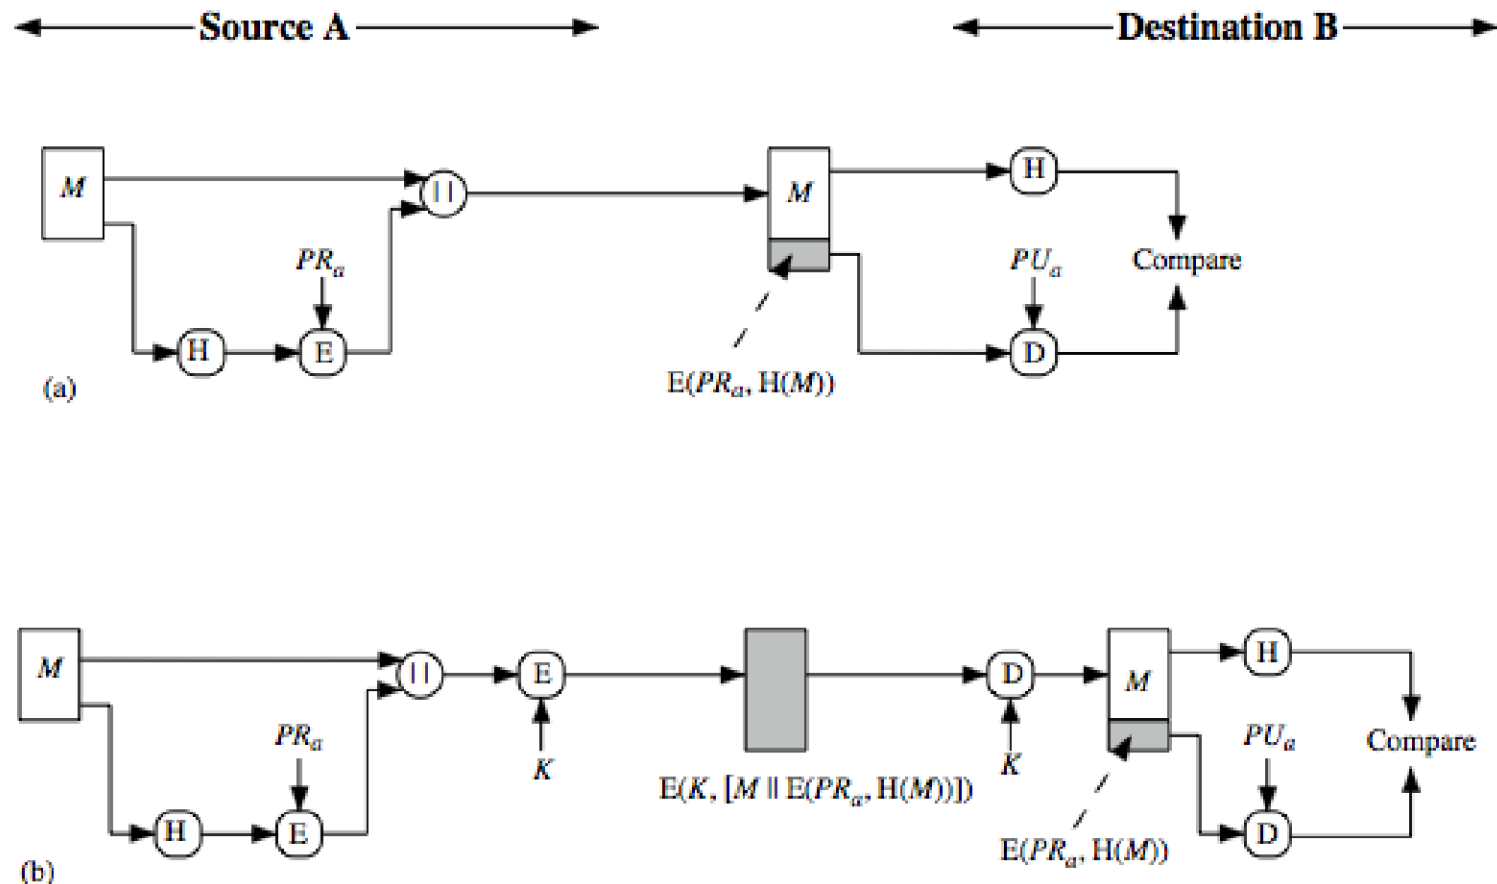 Source A
Destination B
M
||
M
H
PRa
PUa
Compare
H
E
D
E(PRa, H(M))
(a)
M
||
E
D
M
H
PRa
K
K
PUa
Compare
E(K, [M || E(PRa, H(M))])
H
E
D
E(PRa, H(M))
(b)